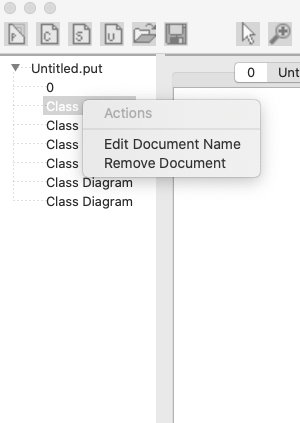 P C S U
Untitled.put
0 Unt
0
Class
Actions
Class
Class
Edit Document Name
Class
Remove Document
Class Diagram
Class Diagram